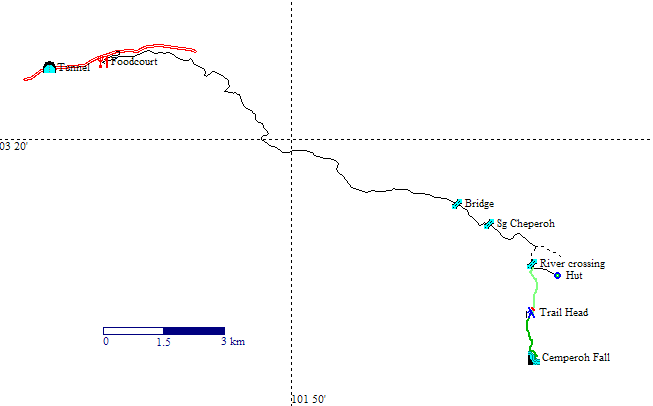 Tunnel
Foodcourt
03 20'
Bridge
Sg Cheperoh
River crossing
Hut
Trail Head
0 1.5 3 km
Cemperoh Fall
101 50'